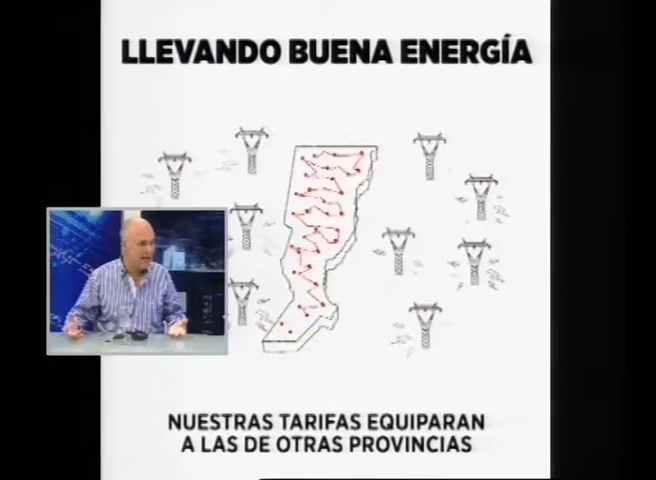 LLEVANDO BUENA ENERGÍA
NUESTRAS TARIFAS EQUIPARAN
A LAS DE OTRAS PROVINCIAS